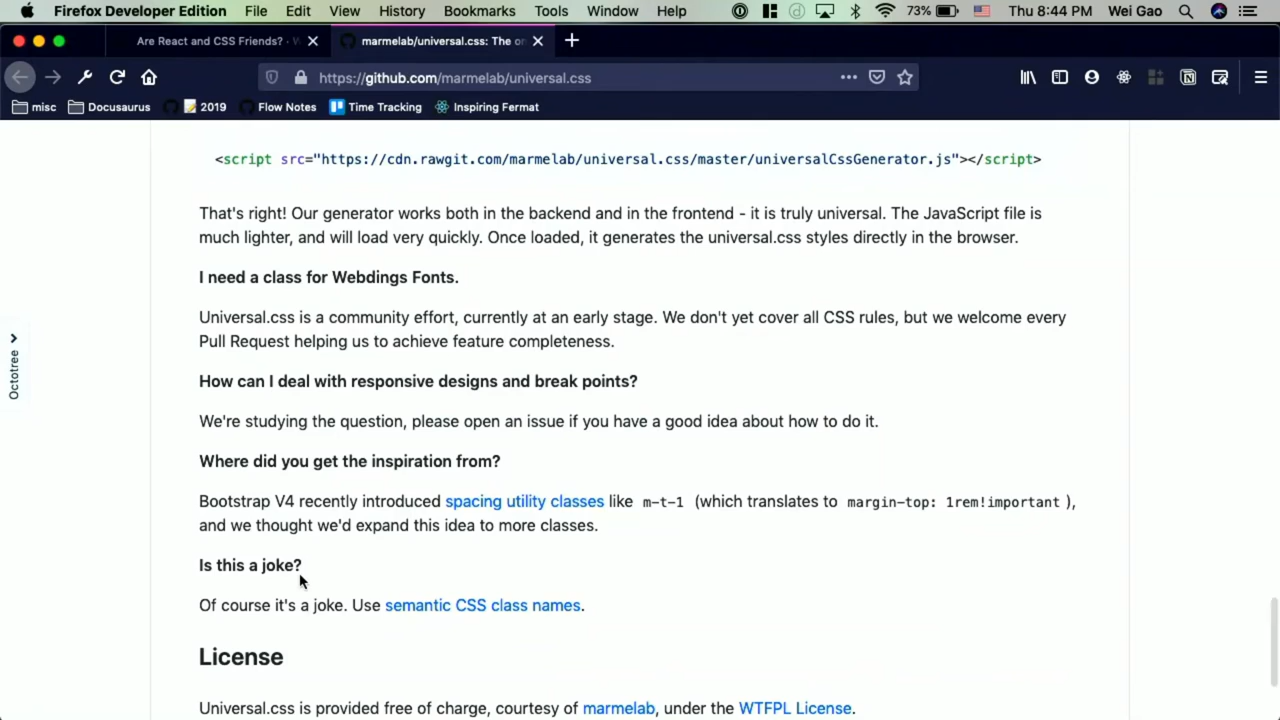 Firefox Developer Edition File Edit View History Bookmarks Tools Window Help 73% Thu 8:44 PM Wei Gao
Are React and CSS Friends? ·
marmelab/universal.css: The
https://github.com/marmelab/universal.css
misc Docusaurus 2019 Flow Notes Time Tracking Inspiring Fermat
<script src="https://cdn.rawgit.com/marmelab/universal.css/master/universalCssGenerator.js"></script>
That's right! Our generator works both in the backend and in the frontend - it is truly universal. The JavaScript file is
much lighter, and will load very quickly. Once loaded, it generates the universal.css styles directly in the browser.
I need a class for Webdings Fonts.
Universal.css is a community effort, currently at an early stage. We don't yet cover all CSS rules, but we welcome every
Pull Request helping us to achieve feature completeness.
How can I deal with responsive designs and break points?
We're studying the question, please open an issue if you have a good idea about how to do it.
Where did you get the inspiration from?
Bootstrap V4 recently introduced spacing utility classes like m-t-1 (which translates to margin-top: 1rem!important ),
and we thought we'd expand this idea to more classes.
Is this a joke?
Of course it's a joke. Use semantic CSS class names.
License
Universal.css is provided free of charge, courtesy of marmelab, under the WTFPL License.
Octotree